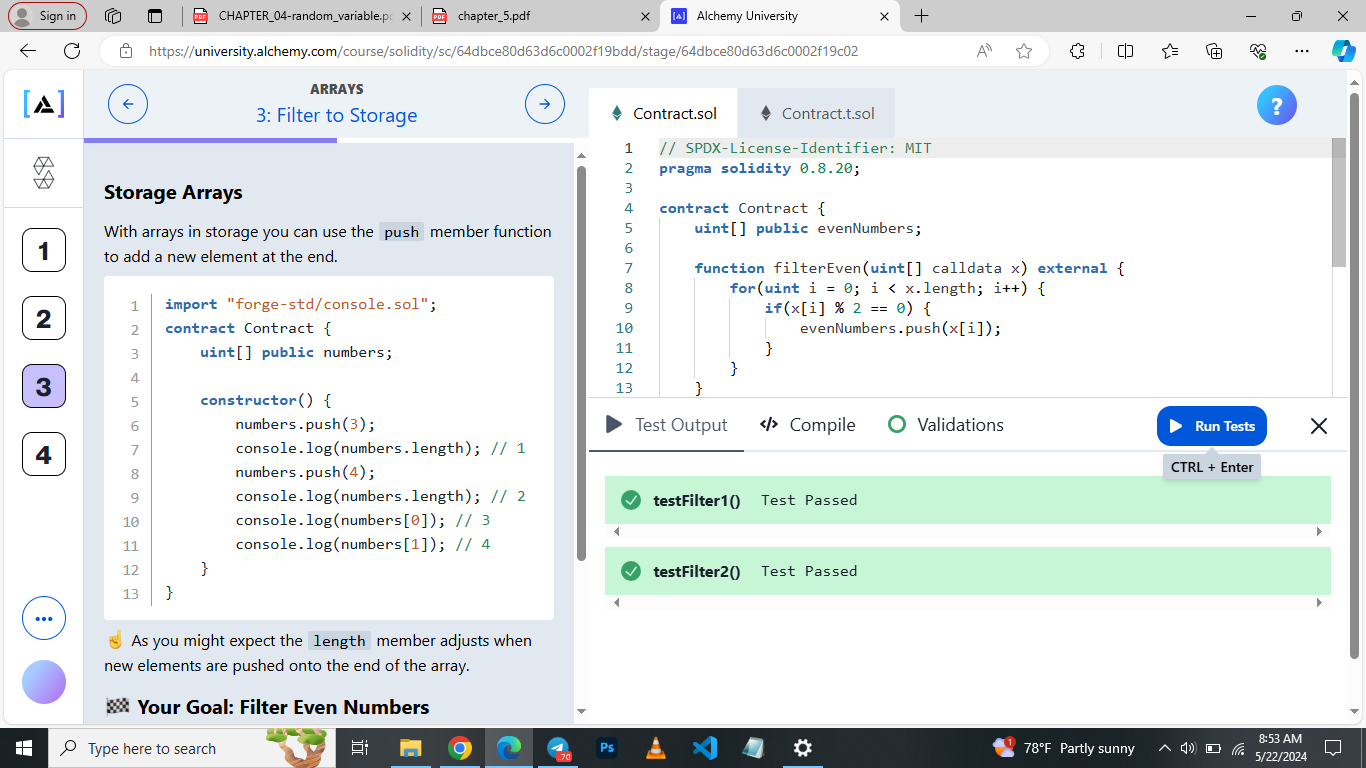 Sign in
CHAPTER_04-random_variable.pd
chapter_5.pdf
Alchemy University
https://university.alchemy.com/course/solidity/sc/64dbce80d63d6c0002f19bdd/stage/64dbce80d63d6c0002f19c02
ARRAYS
3: Filter to Storage
1
2
3
4
Storage Arrays
With arrays in storage you can use the push member function
to add a new element at the end.
1 import "forge-std/console.sol";
2 contract Contract {
3 uint[] public numbers;
4
5 constructor() {
6 numbers.push(3);
7 console.log(numbers.length); // 1
8 numbers.push(4);
9 console.log(numbers.length); // 2
10 console.log(numbers[0]); // 3
11 console.log(numbers[1]); // 4
12 }
13 }
☝️ As you might expect the length member adjusts when
new elements are pushed onto the end of the array.
🏁 Your Goal: Filter Even Numbers
Contract.sol
Contract.t.sol
?
1 // SPDX-License-Identifier: MIT
2 pragma solidity 0.8.20;
3
4 contract Contract {
5 uint[] public evenNumbers;
6
7 function filterEven(uint[] calldata x) external {
8 for(uint i = 0; i < x.length; i++) {
9 if(x[i] % 2 == 0) {
10 evenNumbers.push(x[i]);
11 }
12 }
13 }
Test Output
Compile
Validations
Run Tests
CTRL + Enter
testFilter1() Test Passed
testFilter2() Test Passed
Type here to search
70
Ps
1
78°F Partly sunny
8:53 AM
5/22/2024